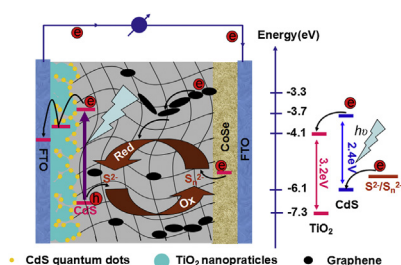 e
e
Energy(eV)
-3.3
-3.7
-4.1
-6.1
-7.3
FTO
e
e
e
h
CdS
S²⁻
Red
Ox
Sn²⁻
e
CoSe
FTO
e
hυ
2.4eV
3.2eV
e
S²⁻/Sn²⁻
CdS
TiO₂
CdS quantum dots
TiO₂ nanopraticles
Graphene